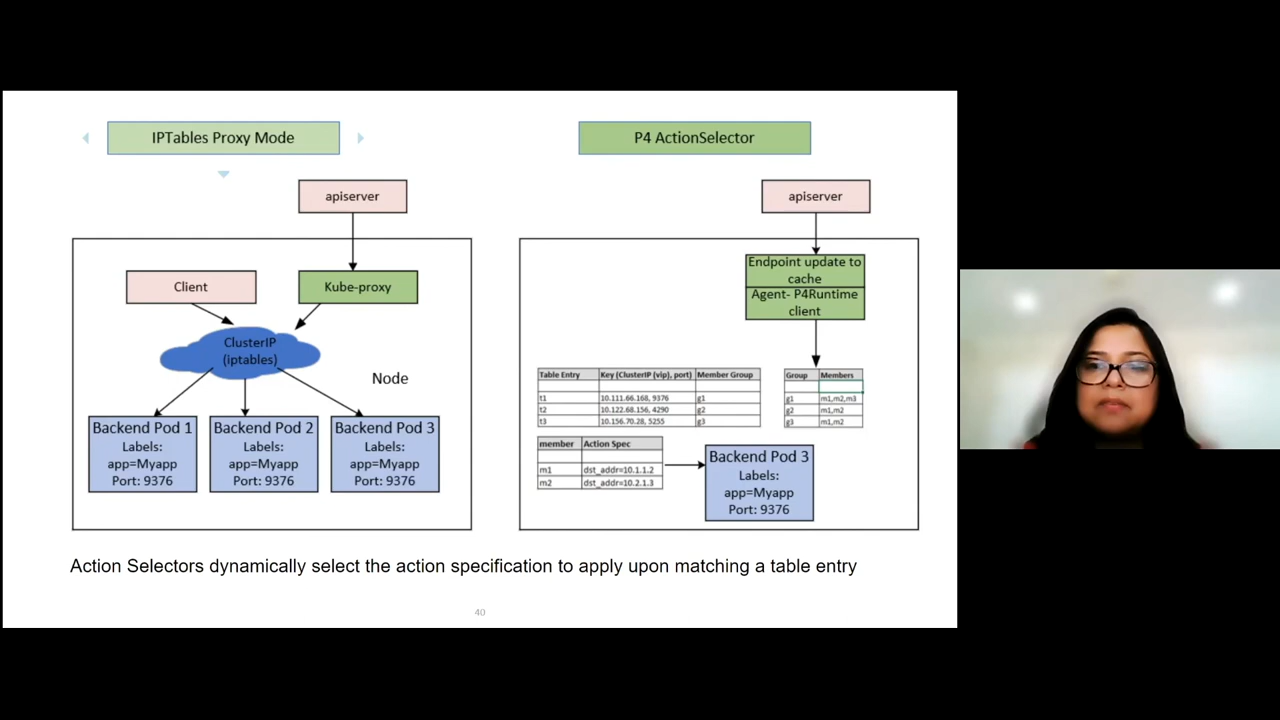 IPTables Proxy Mode
apiserver
Client
Kube-proxy
ClusterIP
(iptables)
Node
Backend Pod 1
Labels:
app=Myapp
Port: 9376
Backend Pod 2
Labels:
app=Myapp
Port: 9376
Backend Pod 3
Labels:
app=Myapp
Port: 9376
P4 ActionSelector
apiserver
Endpoint update to
cache
Agent- P4Runtime
client
Table Entry Key (ClusterIP (vip), port) Member Group
t1 10.111.66.168, 9376 g1
t2 10.122.68.156, 4290 g2
t3 10.156.70.28, 5255 g3
Group Members
g1 m1,m2,m3
g2 m1,m2
g3 m1,m2
member Action Spec
m1 dst_addr=10.1.1.2
m2 dst_addr=10.2.1.3
Backend Pod 3
Labels:
app=Myapp
Port: 9376
Action Selectors dynamically select the action specification to apply upon matching a table entry
40